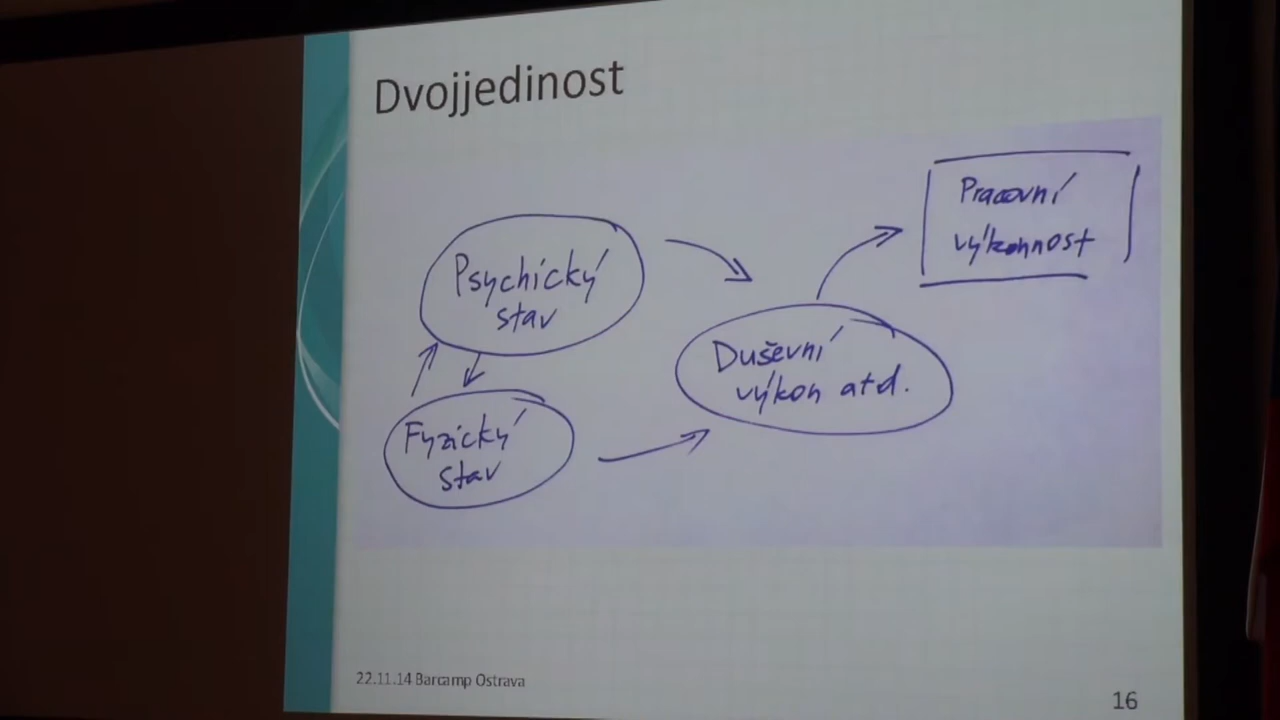 Dvojjedinost
Psychický
stav
Fyzický
stav
Duševní
výkon atd.
Pracovní
výkonnost
22.11.14 Barcamp Ostrava
16